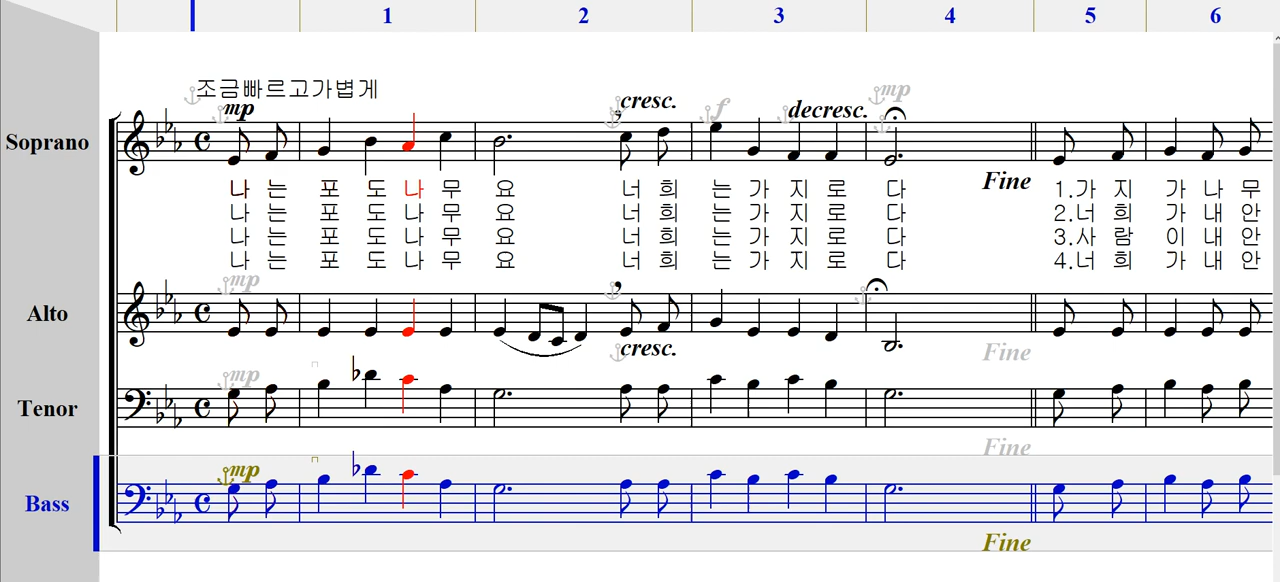 1 2 3 4 5 6
조금빠르고가볍게
mp cresc. f decresc. mp
Soprano
Fine
나 는 포 도 나 무 요 너 희 는 가 지 로 다 1.가 지 가 나 무
나 는 포 도 나 무 요 너 희 는 가 지 로 다 2.너 희 가 내 안
나 는 포 도 나 무 요 너 희 는 가 지 로 다 3.사 람 이 내 안
나 는 포 도 나 무 요 너 희 는 가 지 로 다 4.너 희 가 내 안
mp
Alto
cresc. Fine
mp
Tenor
Fine
mp
Bass
Fine